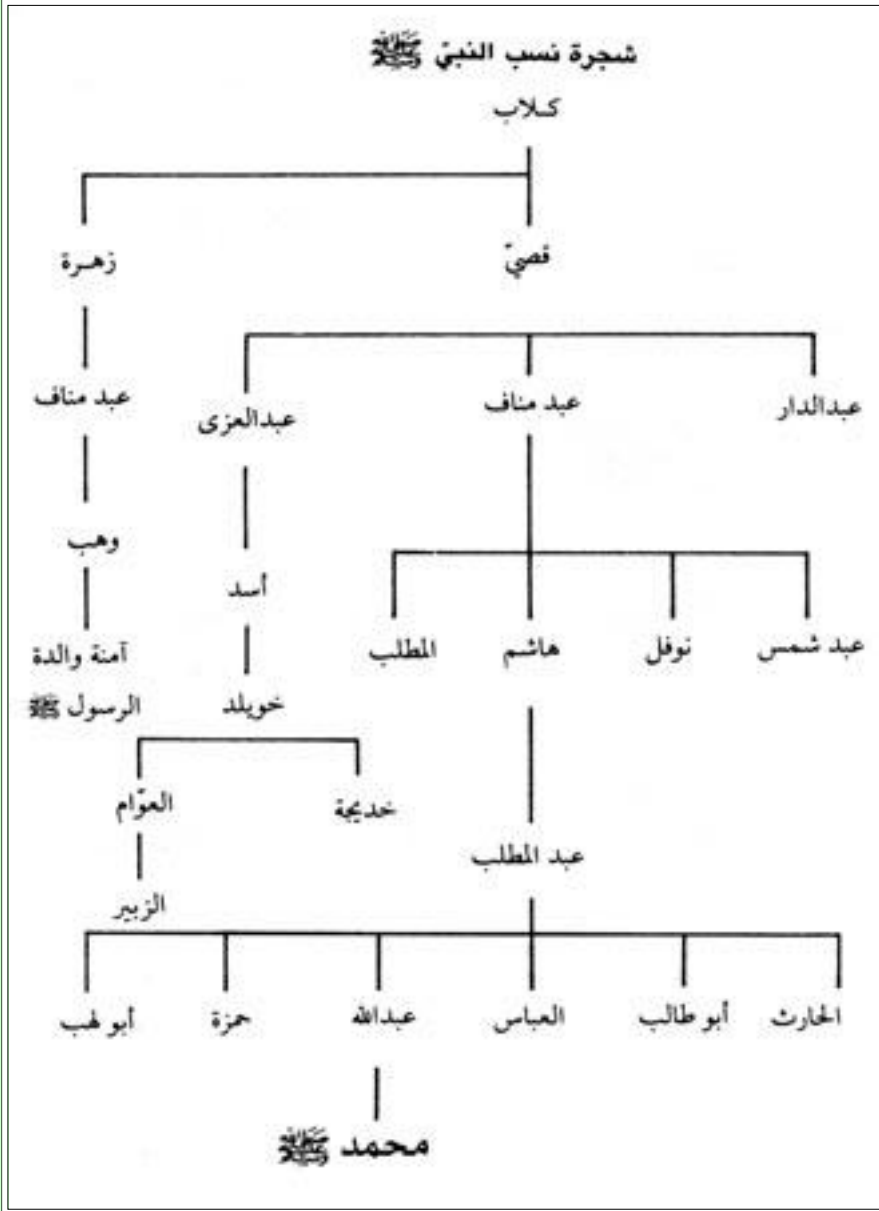 شجرة نسب النبيّ ﷺ
كلاب
قصيّ
زهرة
عبدالدار
عبد مناف
عبدالعزى
عبد مناف
وهب
أسد
عبد شمس
نوفل
هاشم
المطلب
آمنة والدة
الرسول ﷺ
خويلد
خديجة
العوّام
عبد المطلب
الزبير
الحارث
أبو طالب
العباس
عبدالله
حمزة
أبو لهب
محمد ﷺ